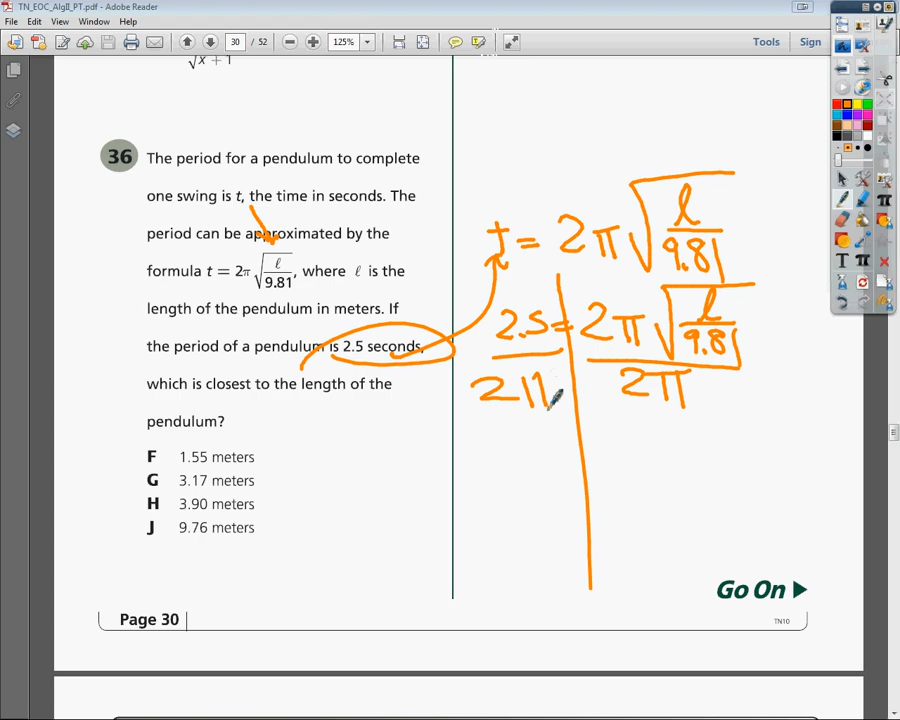 TN_EOC_AlgII_PT.pdf - Adobe Reader
File Edit View Window Help
30 / 52 125% Tools Sign
√x + 1
36 The period for a pendulum to complete
one swing is t, the time in seconds. The
period can be approximated by the
formula t = 2π √(ℓ/9.81), where ℓ is the
length of the pendulum in meters. If
the period of a pendulum is 2.5 seconds,
which is closest to the length of the
pendulum?
F 1.55 meters
G 3.17 meters
H 3.90 meters
J 9.76 meters
t = 2π √(l/9.81)
2.5 = 2π √(l/9.81)
2π 2π
Go On
Page 30
TN10